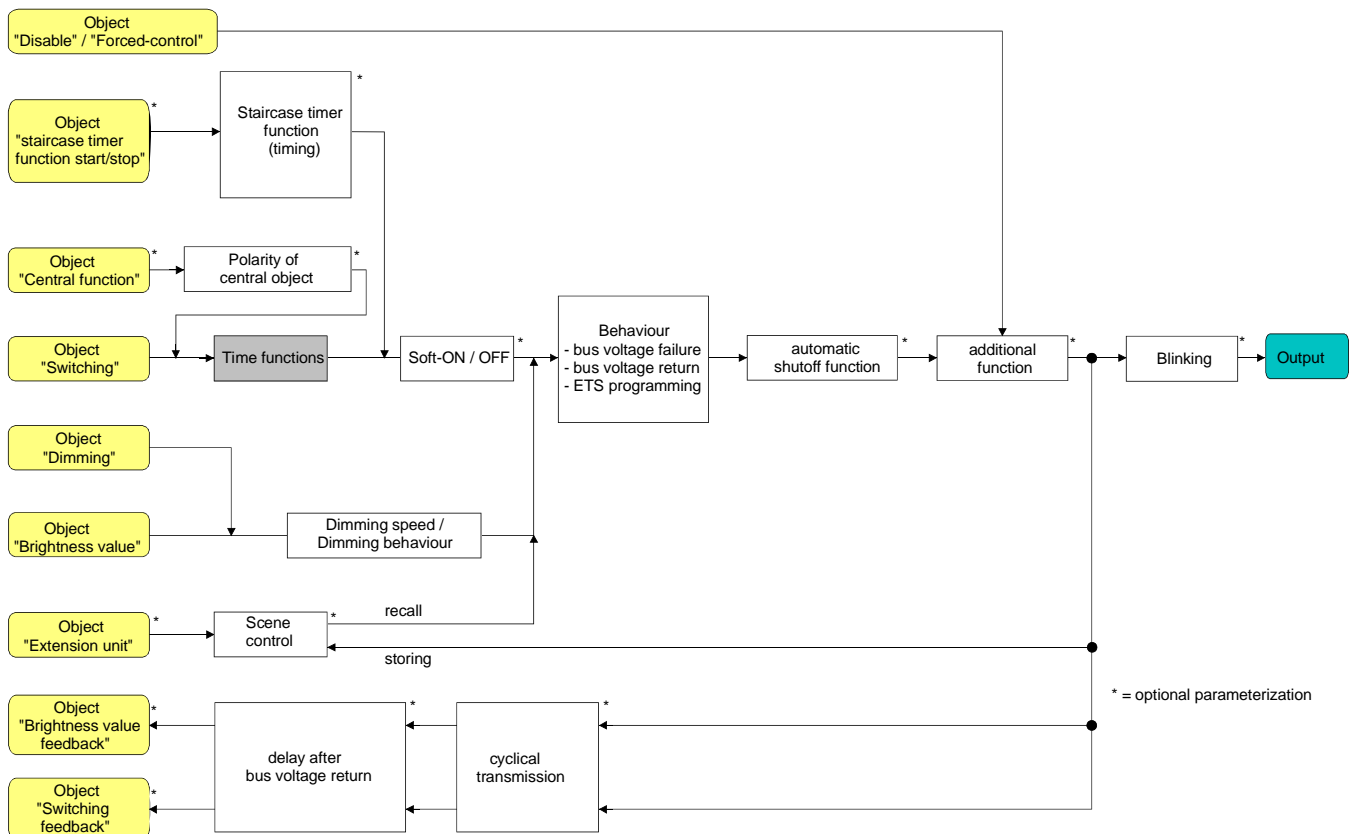 Object
"Disable" / "Forced-control"
*
Staircase timer
function
(timing)
*
Object
"staircase timer
function start/stop"
Object
"Central function"
*
Polarity of
central object
*
Object
"Switching"
Time functions
Soft-ON / OFF
*
Behaviour
- bus voltage failure
- bus voltage return
- ETS programming
automatic
shutoff function
*
additional
function
*
Blinking
*
Output
Object
"Dimming"
Object
"Brightness value"
Dimming speed /
Dimming behaviour
Object
"Extension unit"
*
Scene
control
*
recall
storing
* = optional parameterization
Object
"Brightness value
feedback"
*
delay after
bus voltage return
*
cyclical
transmission
*
Object
"Switching
feedback"
*